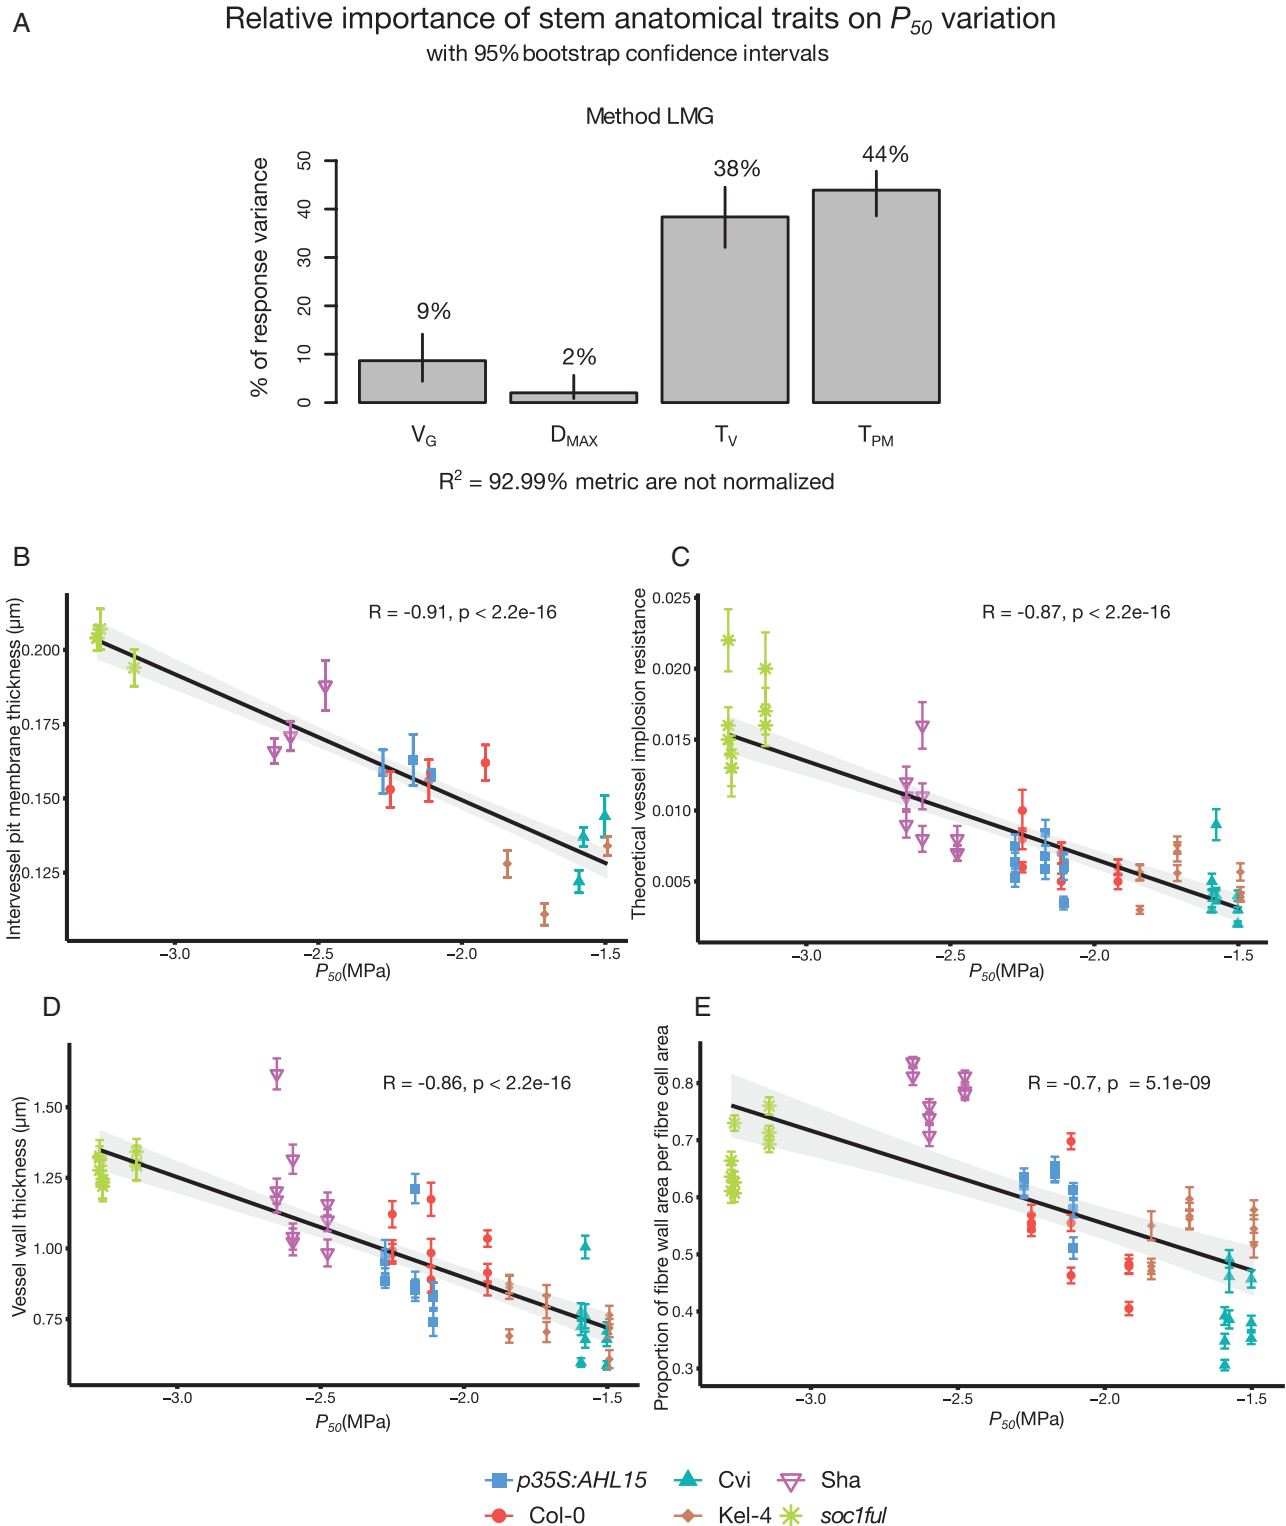 A
Relative importance of stem anatomical traits on P50 variation
with 95% bootstrap confidence intervals
Method LMG
% of response variance
50
40
30
20
10
0
9%
2%
38%
44%
VG
DMAX
TV
TPM
R2 = 92.99% metric are not normalized
B
Intervessel pit membrane thickness (µm)
R = -0.91, p < 2.2e-16
0.200
0.175
0.150
0.125
−3.0
−2.5
−2.0
−1.5
P50(MPa)
C
Theoretical vessel implosion resistance
R = -0.87, p < 2.2e-16
0.025
0.020
0.015
0.010
0.005
−3.0
−2.5
−2.0
−1.5
P50(MPa)
D
Vessel wall thickness (µm)
R = -0.86, p < 2.2e-16
1.50
1.25
1.00
0.75
−3.0
−2.5
−2.0
−1.5
P50(MPa)
E
Proportion of fibre wall area per fibre cell area
R = -0.7, p = 5.1e-09
0.8
0.7
0.6
0.5
0.4
0.3
−3.0
−2.5
−2.0
−1.5
P50(MPa)
p35S:AHL15
Cvi
Sha
Col-0
Kel-4
soc1ful